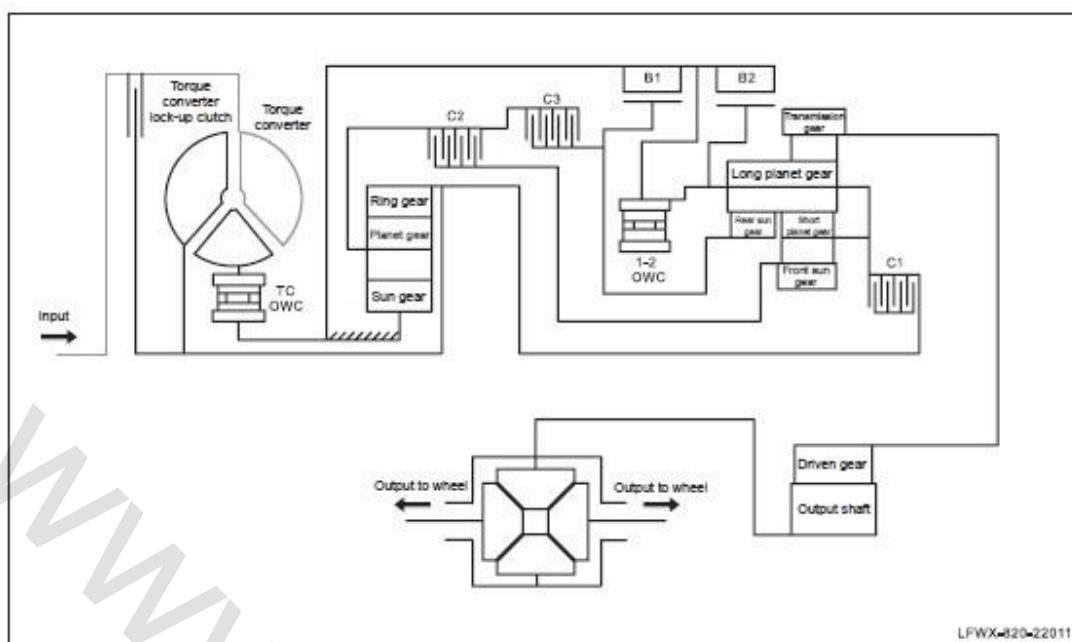 Torque
converter
lock-up clutch
Torque
converter
C2
C3
B1
B2
Transmission
gear
Ring gear
Planet gear
Sun gear
Long planet gear
Rear sun
gear
Short
planet gear
Front sun
gear
C1
1-2
OWC
TC
OWC
Input
Driven gear
Output shaft
Output to wheel
Output to wheel
LFWX-820-22011
WWW